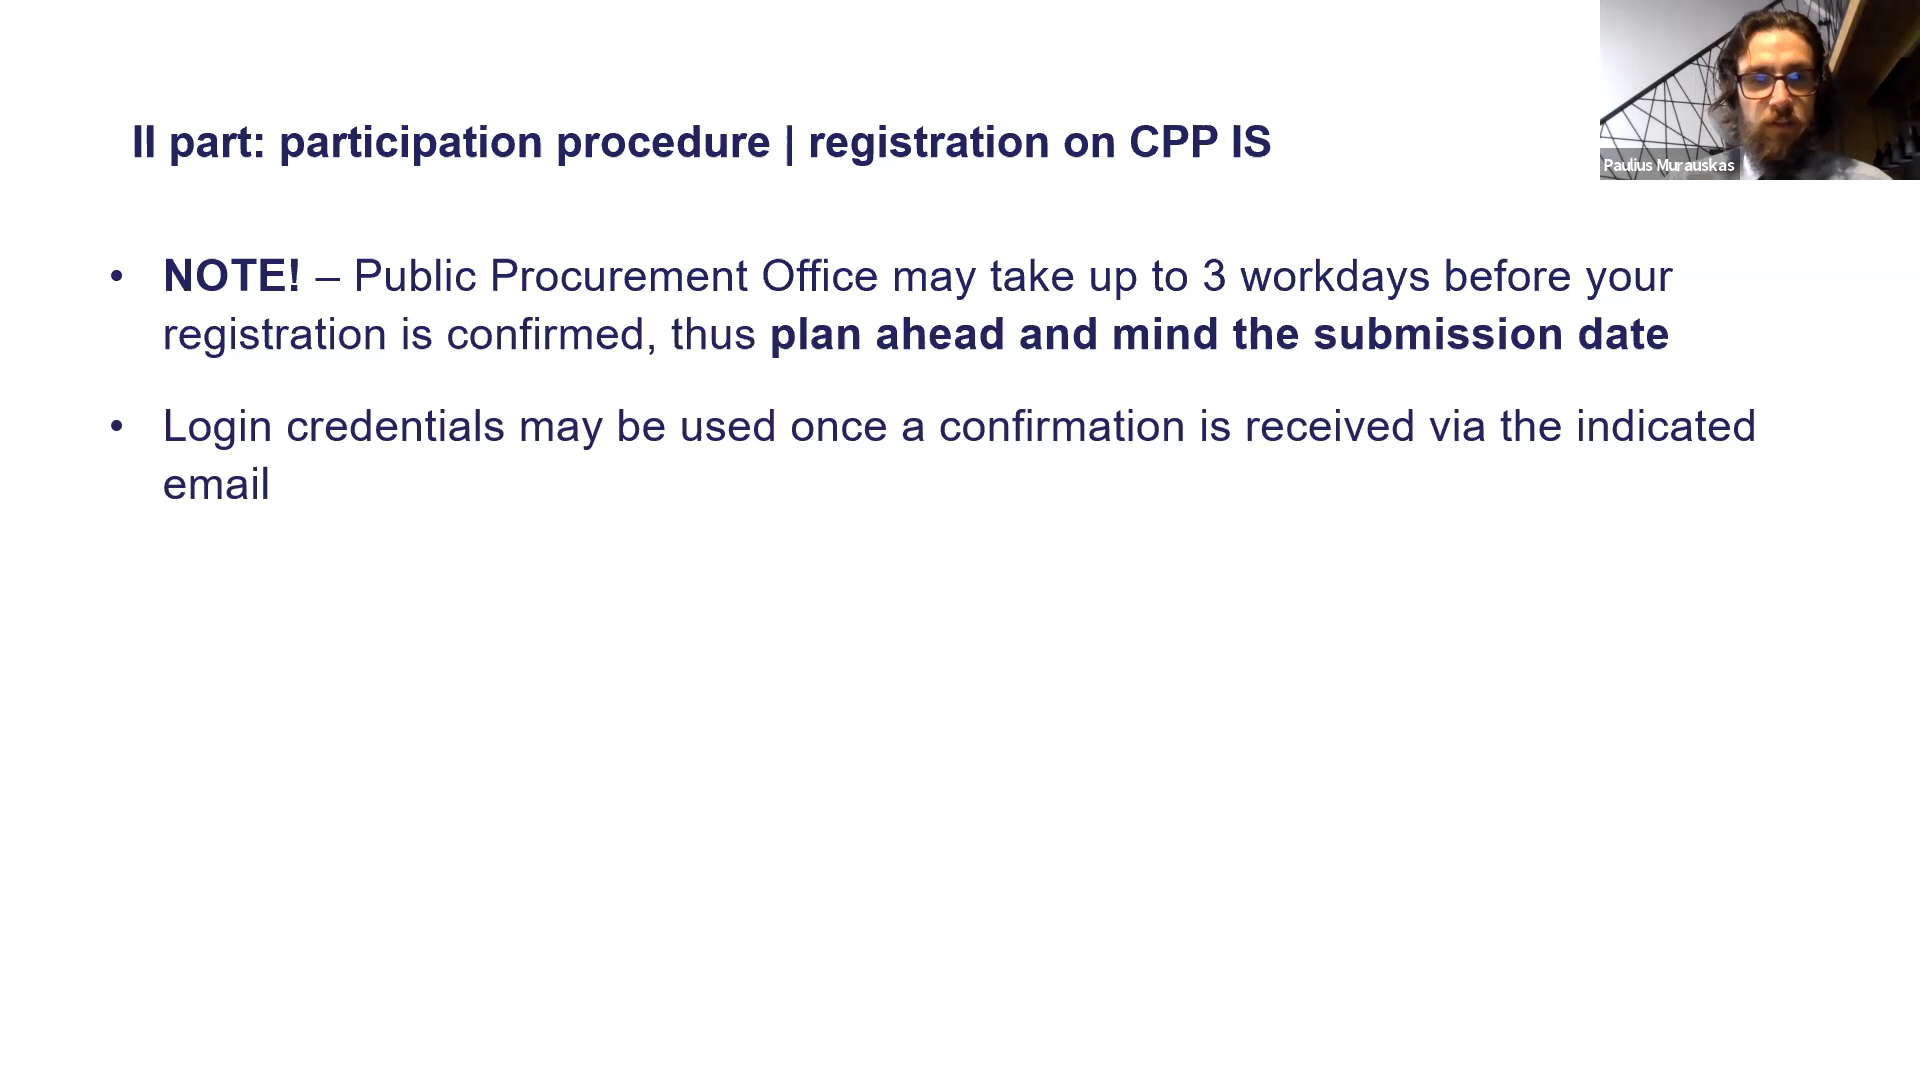 II part: participation procedure | registration on CPP IS
Paulius Murauskas
• NOTE! – Public Procurement Office may take up to 3 workdays before your
registration is confirmed, thus plan ahead and mind the submission date
• Login credentials may be used once a confirmation is received via the indicated
email